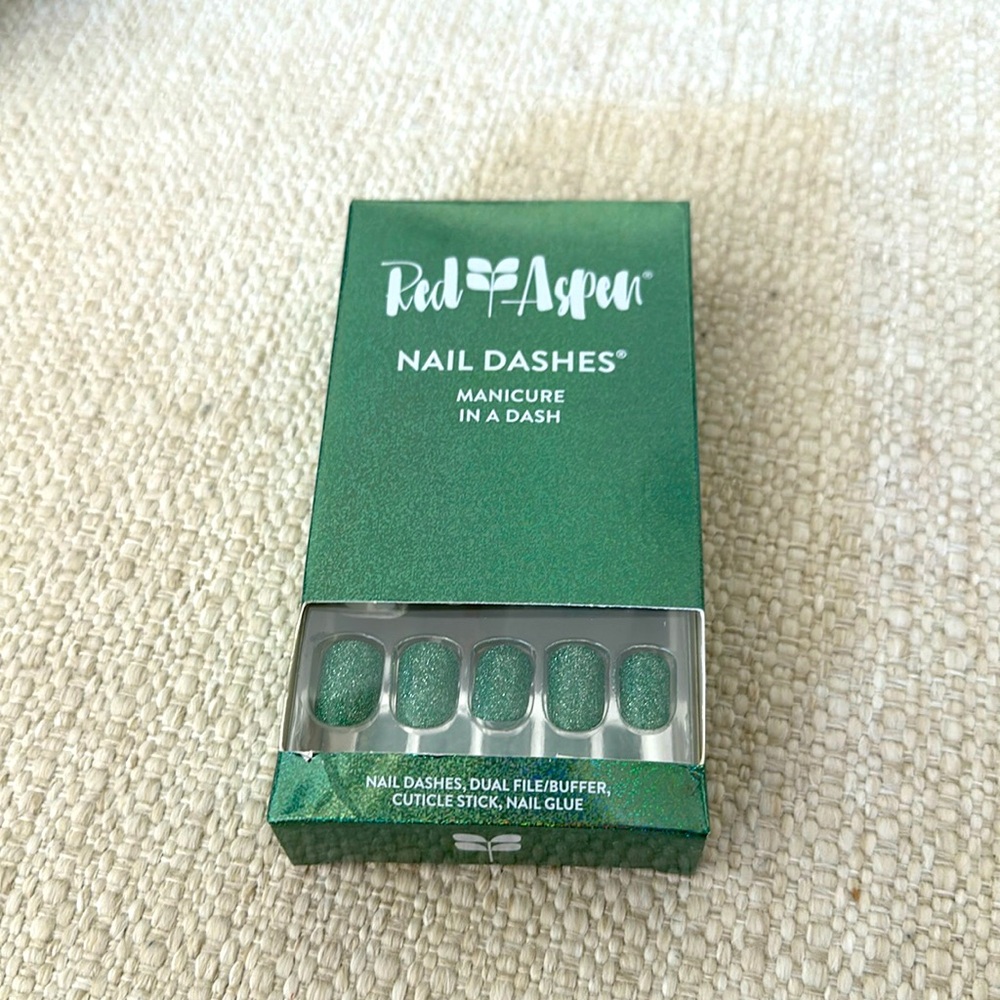 Red Aspen®
NAIL DASHES®
MANICURE
IN A DASH
NAIL DASHES, DUAL FILE/BUFFER,
CUTICLE STICK, NAIL GLUE